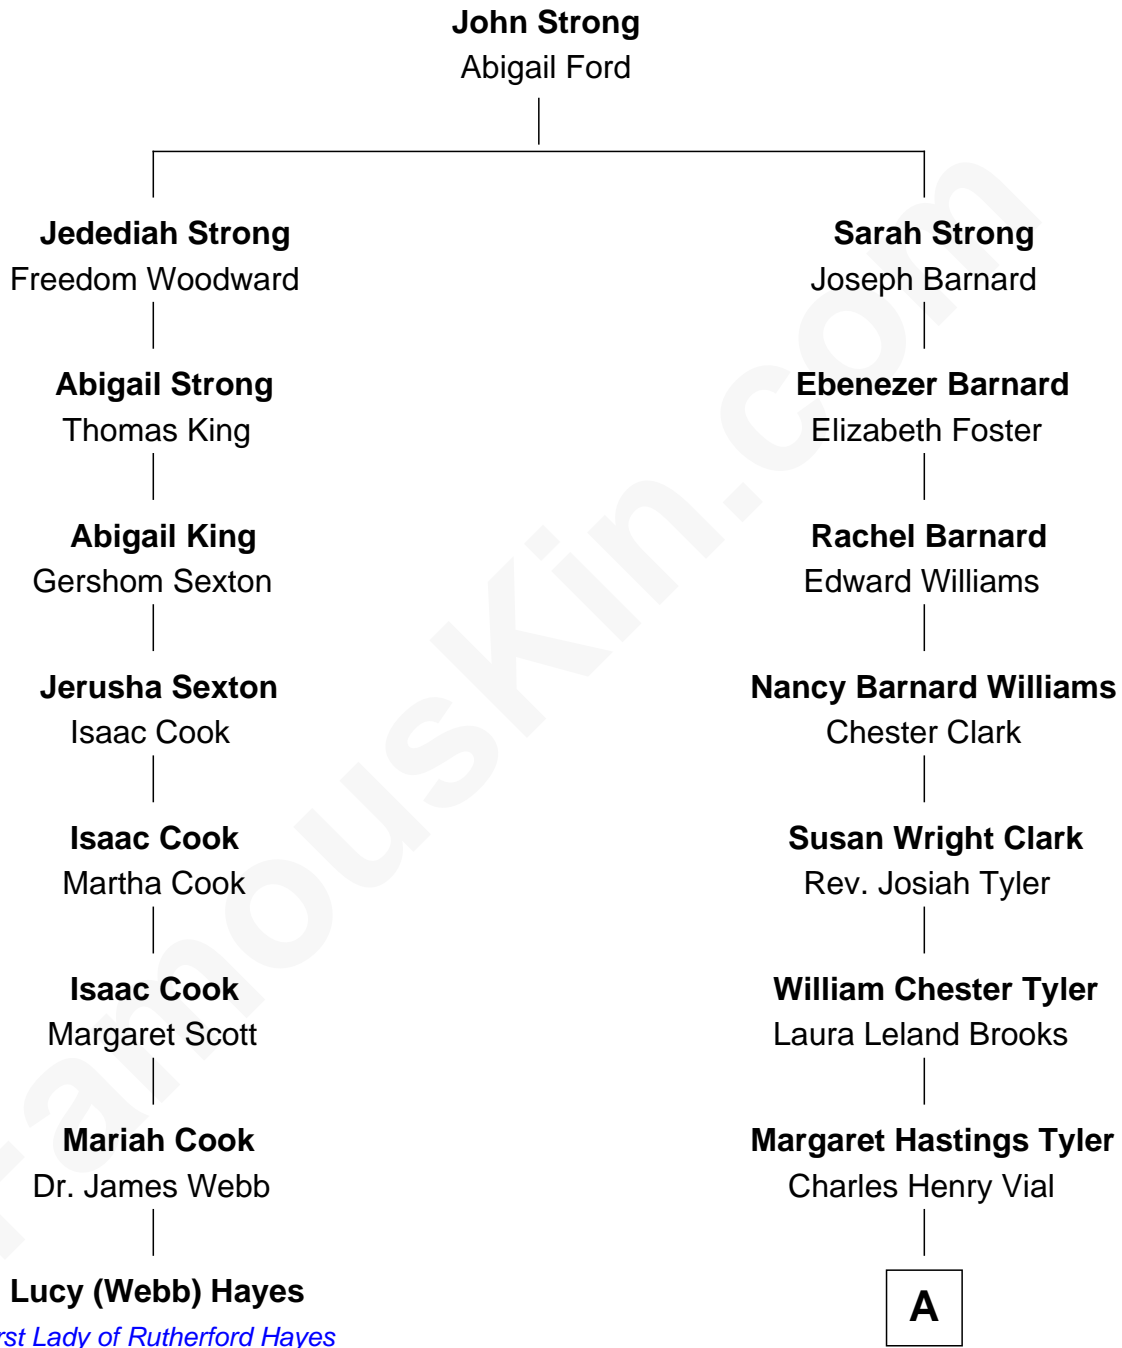 John Strong
Abigail Ford
Jedediah Strong
Freedom Woodward
Sarah Strong
Joseph Barnard
Abigail Strong
Thomas King
Ebenezer Barnard
Elizabeth Foster
Abigail King
Gershom Sexton
Rachel Barnard
Edward Williams
Jerusha Sexton
Isaac Cook
Nancy Barnard Williams
Chester Clark
Isaac Cook
Martha Cook
Susan Wright Clark
Rev. Josiah Tyler
Isaac Cook
Margaret Scott
William Chester Tyler
Laura Leland Brooks
Mariah Cook
Dr. James Webb
Margaret Hastings Tyler
Charles Henry Vial
Lucy (Webb) Hayes
rst Lady of Rutherford Hayes
A
FamousKin.com